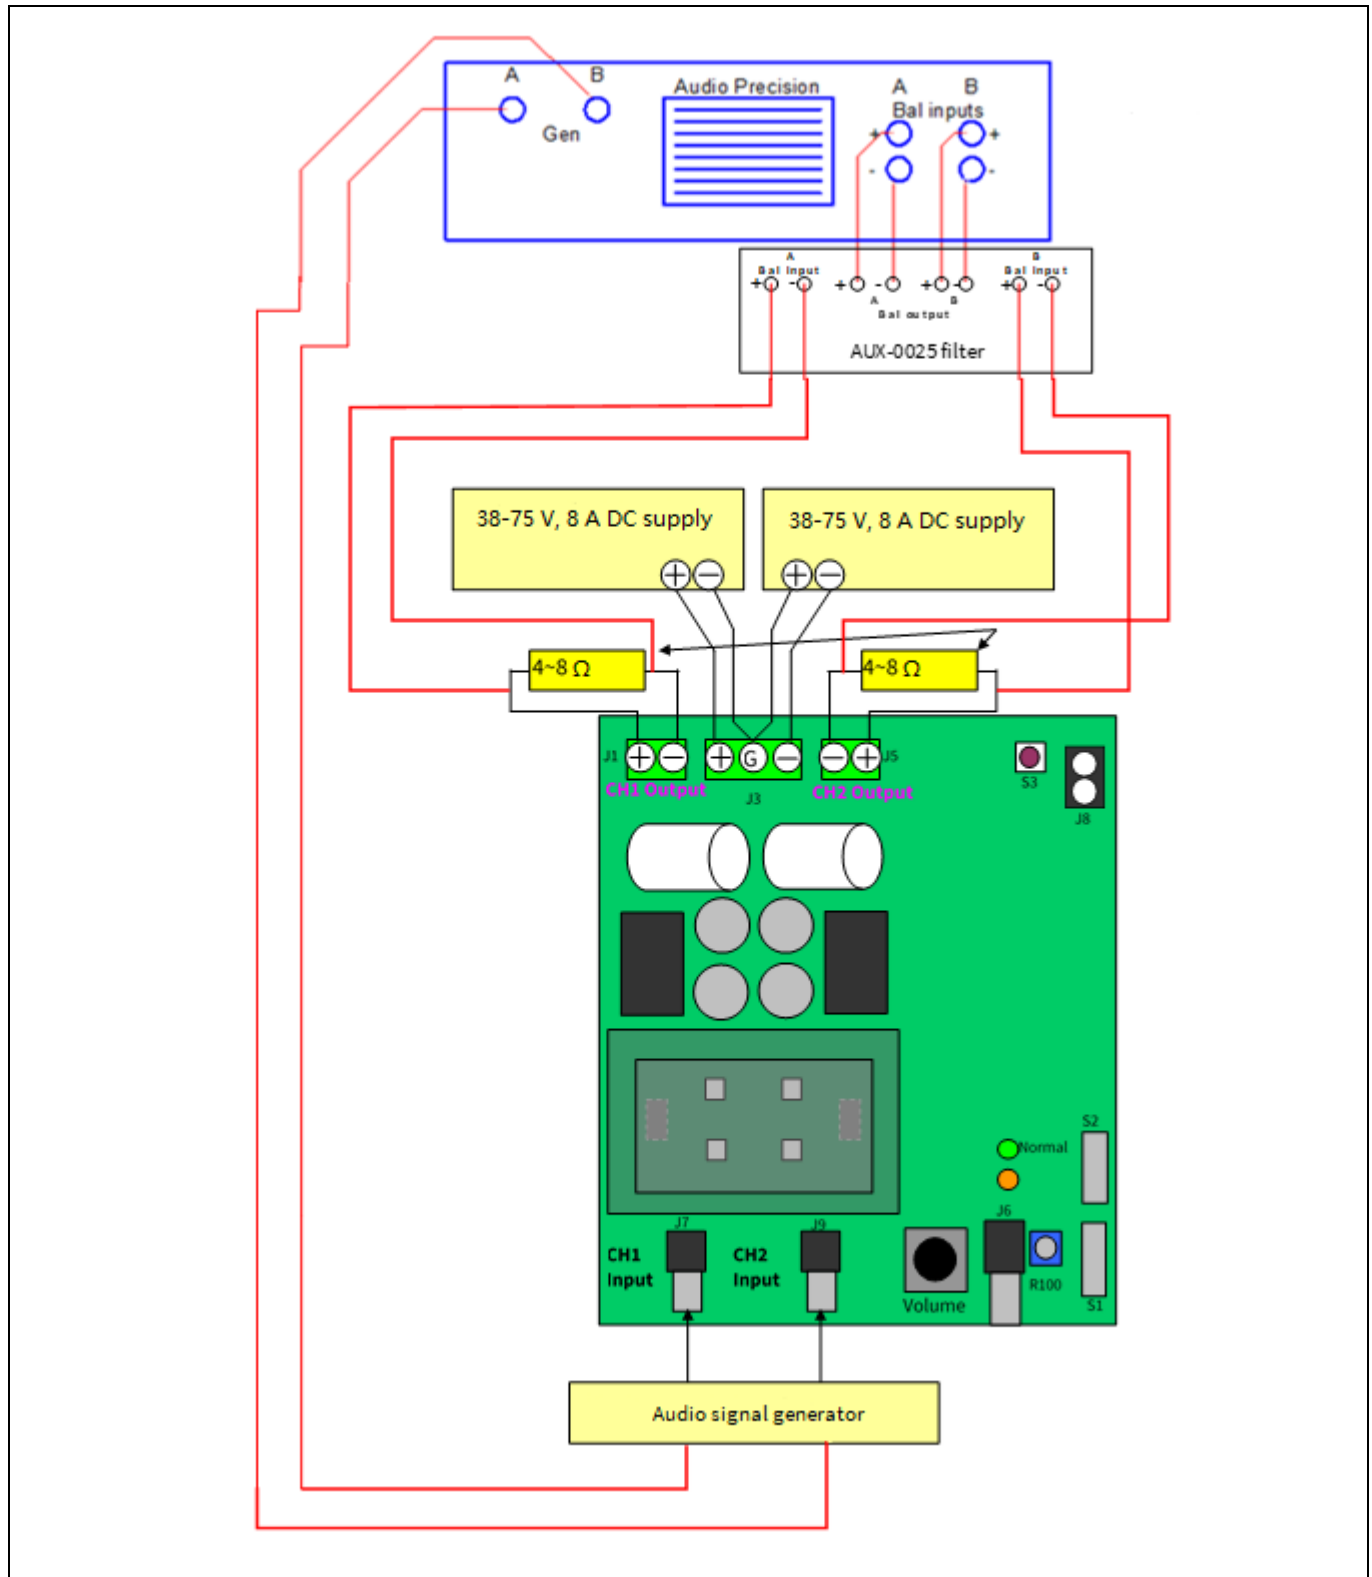 A B
Gen
Audio Precision
A B
Bal inputs
+ +
- -
A
Bal Input
+ -
+ - + -
A B
Bal output
B
Bal Input
+ -
AUX-0025 filter
38-75 V, 8 A DC supply
38-75 V, 8 A DC supply
+ − + −
4~8 Ω
4~8 Ω
J1 + − + G − − + J5
CH1 Output
J3
CH2 Output
S3
J8
S2
Normal
J7
J9
J6
CH1
Input
CH2
Input
Volume
R100
S1
Audio signal generator